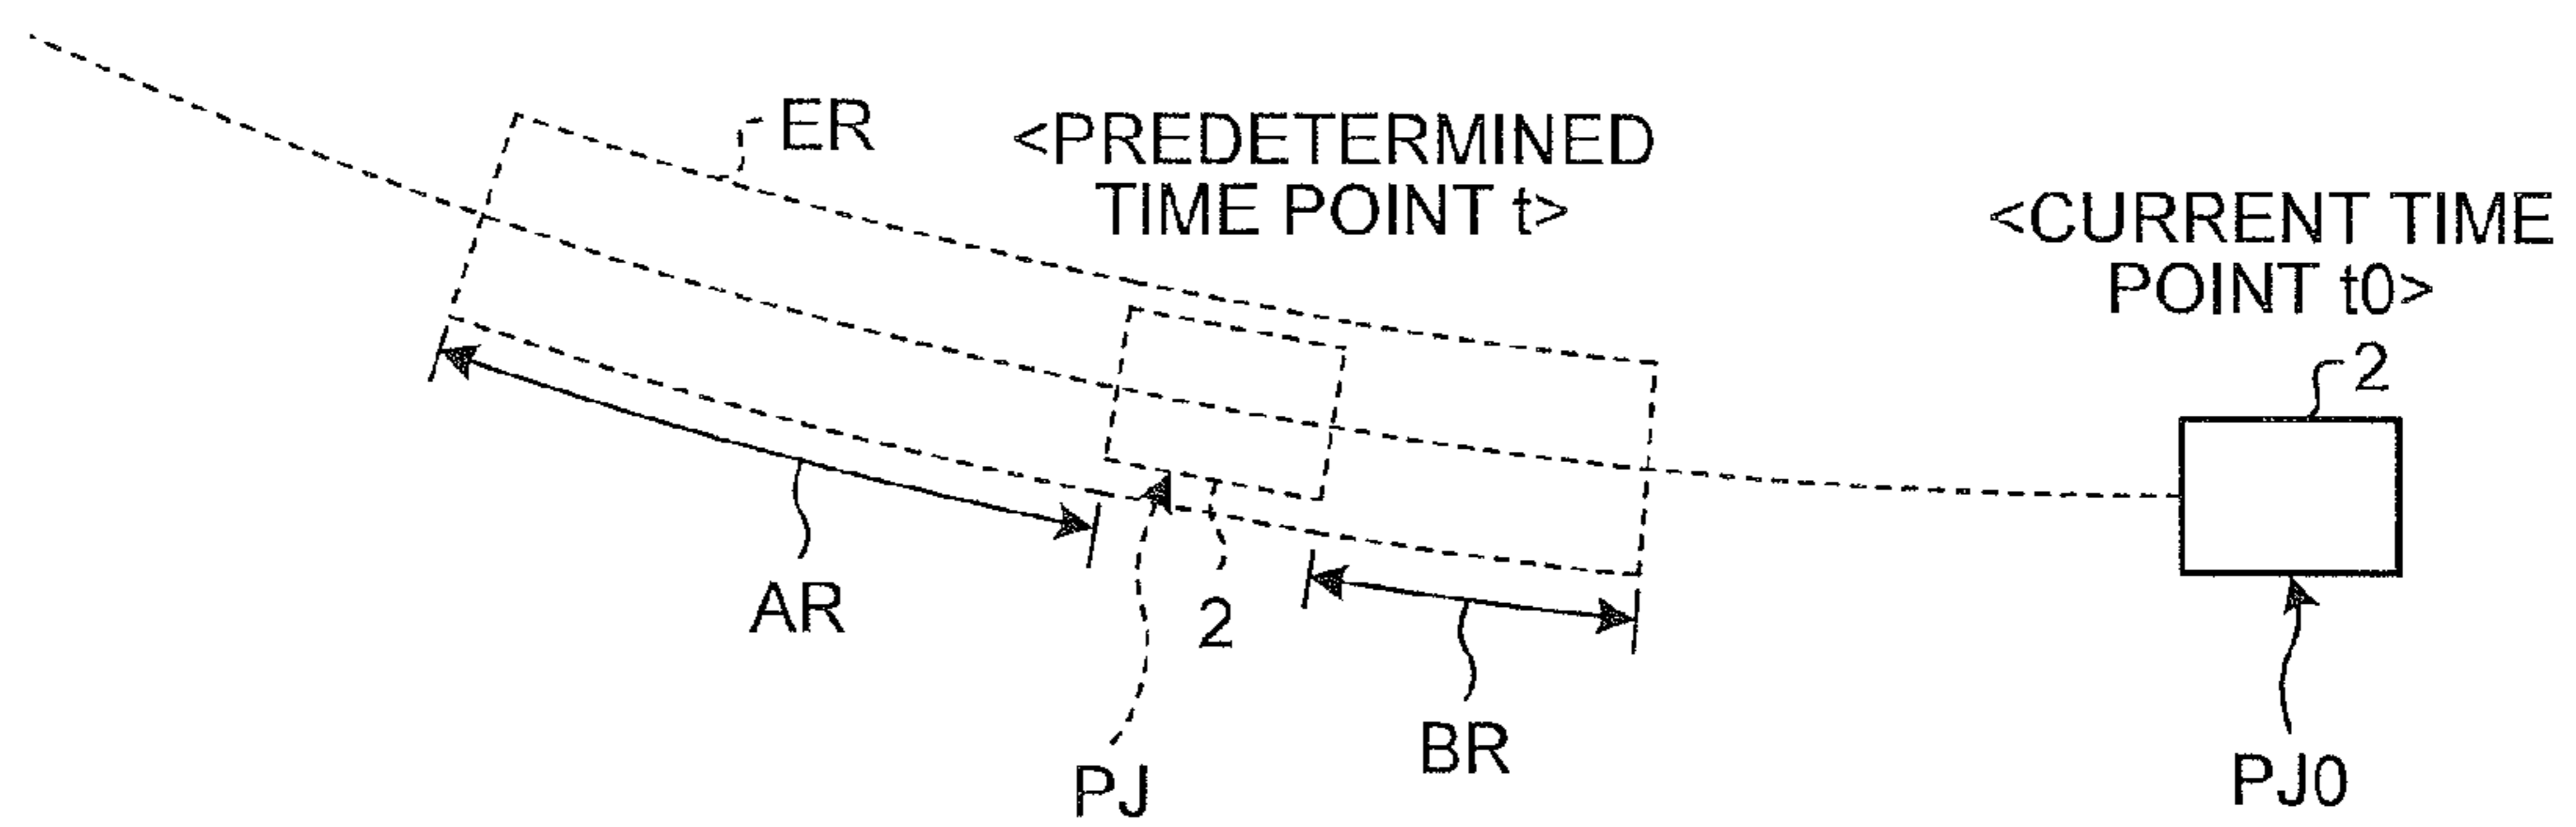 ER
<PREDETERMINED
TIME POINT t>
<CURRENT TIME
POINT t0>
2
AR
2
BR
PJ
PJ0